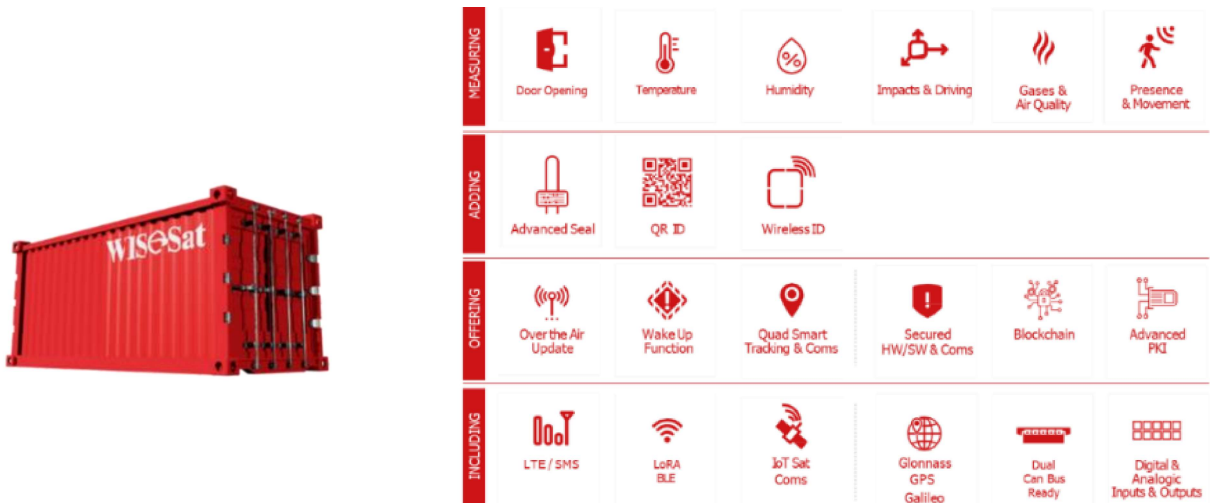 WISeSat
MEASURING
Door Opening
Temperature
Humidity
Impacts & Driving
Gases &
Air Quality
Presence
& Movement
ADDING
Advanced Seal
QR ID
Wireless ID
OFFERING
Over the Air
Update
Wake Up
Function
Quad Smart
Tracking & Coms
Secured
HW/SW & Coms
Blockchain
Advanced
PKI
INCLUDING
LTE / SMS
LoRA
BLE
IoT Sat
Coms
Glonnass
GPS
Galileo
Dual
Can Bus
Ready
Digital &
Analogic
Inputs & Outputs